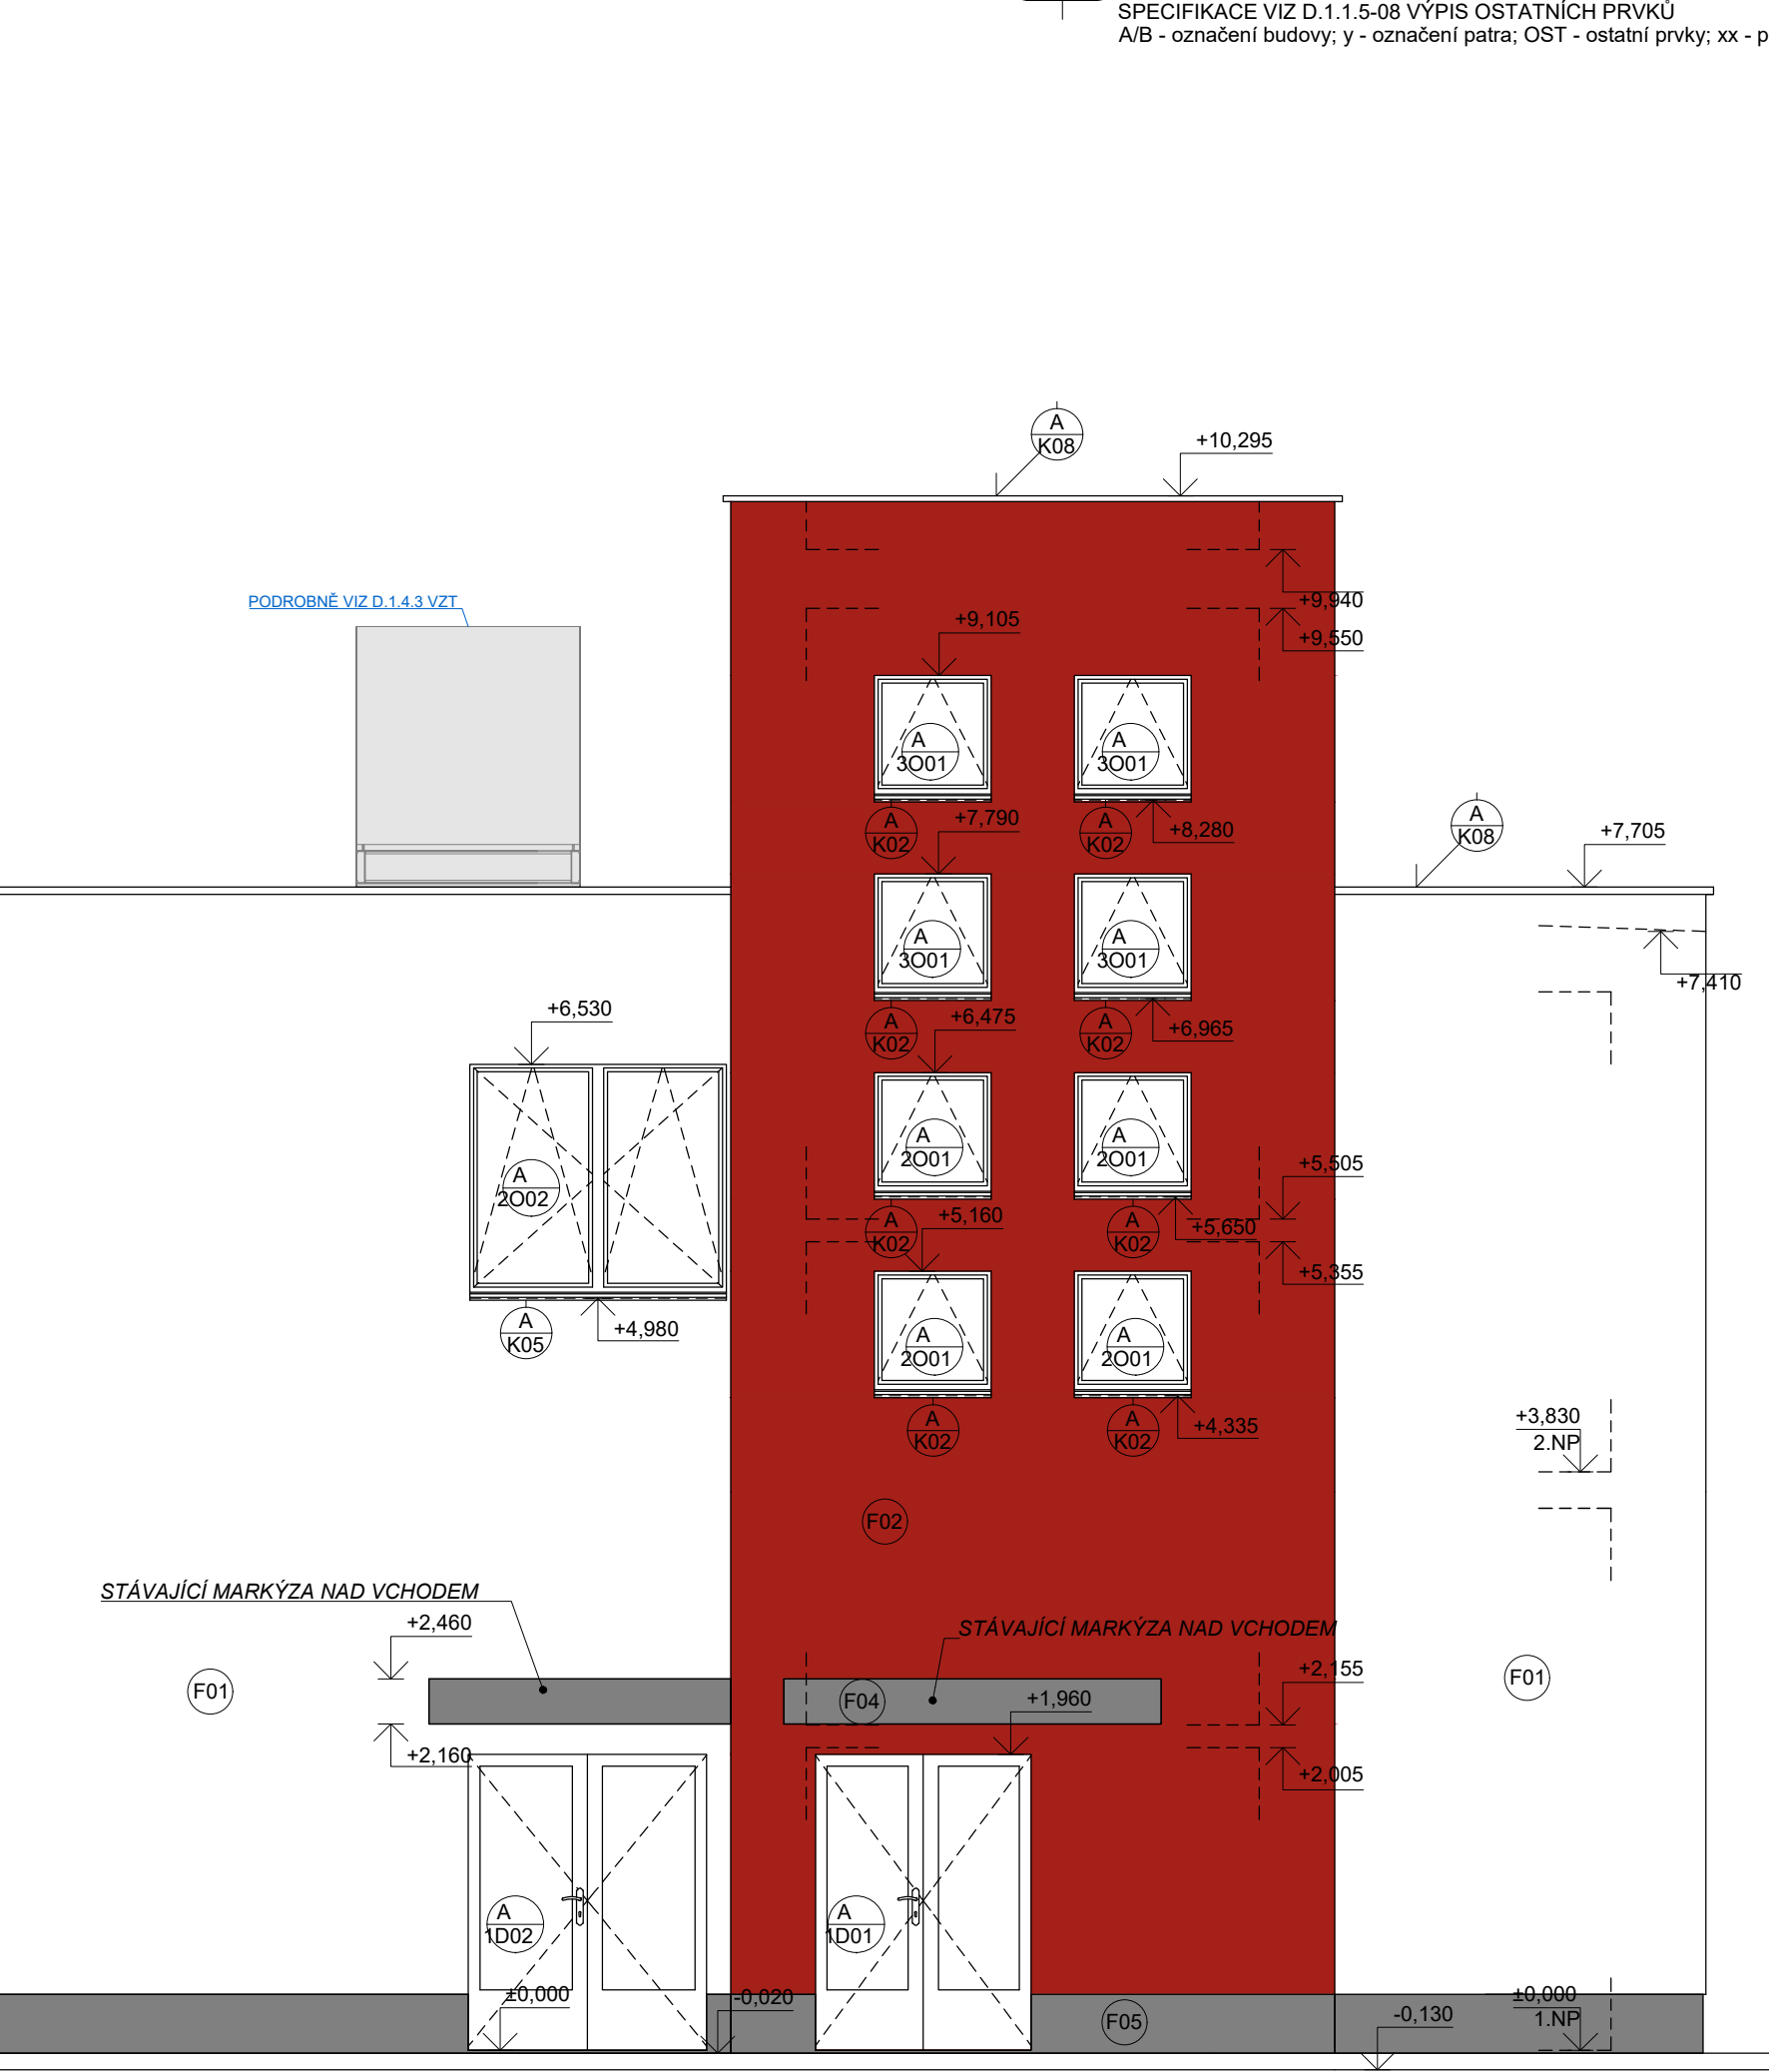 SPECIFIKACE VIZ D.1.1.5-08 VÝPIS OSTATNÍCH PRVKŮ
A/B - označení budovy; y - označení patra; OST - ostatní prvky; xx - p
A
K08
+10,295
PODROBNĚ VIZ D.1.4.3 VZT
+9,940
+9,105
+9,550
A
3O01
A
3O01
A
K02
+7,790
A
K02
+8,280
A
K08
+7,705
A
3O01
A
3O01
+7,410
+6,530
A
K02
+6,475
A
K02
+6,965
A
2O02
A
2O01
A
2O01
+5,505
A
K02
+5,160
A
K02
+5,650
+5,355
A
K05
+4,980
A
2O01
A
2O01
A
K02
A
K02
+4,335
+3,830
2.NP
F02
STÁVAJÍCÍ MARKÝZA NAD VCHODEM
+2,460
STÁVAJÍCÍ MARKÝZA NAD VCHODEM
F01
F04
+1,960
+2,155
F01
+2,160
+2,005
A
1D02
A
1D01
±0,000
-0,020
F05
-0,130
±0,000
1.NP